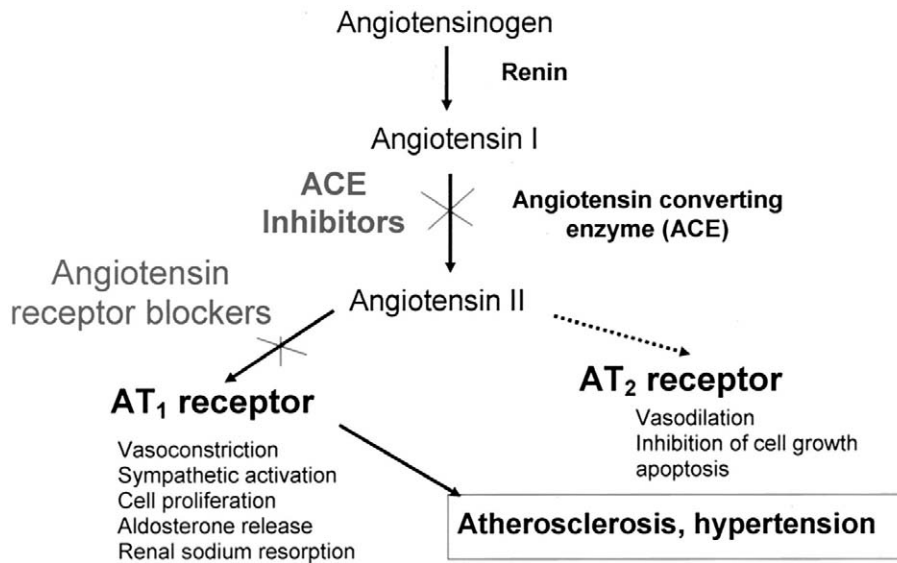 Angiotensinogen
Renin
Angiotensin I
ACE
Inhibitors
Angiotensin converting
enzyme (ACE)
Angiotensin
receptor blockers
Angiotensin II
AT₁ receptor
Vasoconstriction
Sympathetic activation
Cell proliferation
Aldosterone release
Renal sodium resorption
AT₂ receptor
Vasodilation
Inhibition of cell growth
apoptosis
Atherosclerosis, hypertension